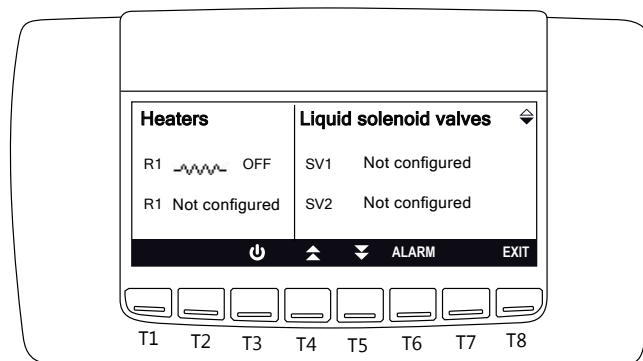 Heaters
R1 OFF
R1 Not configured
Liquid solenoid valves
SV1 Not configured
SV2 Not configured
ALARM EXIT
T1 T2 T3 T4 T5 T6 T7 T8